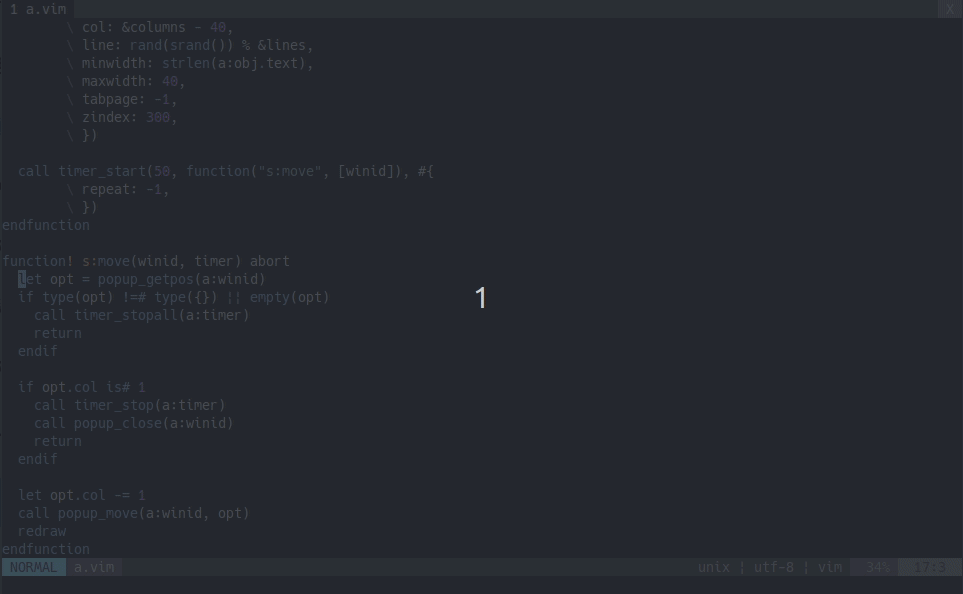 1 a.vim X
\ col: &columns - 40,
\ line: rand(srand()) % &lines,
\ minwidth: strlen(a:obj.text),
\ maxwidth: 40,
\ tabpage: -1,
\ zindex: 300,
\ })
call timer_start(50, function("s:move", [winid]), #{
\ repeat: -1,
\ })
endfunction
function! s:move(winid, timer) abort
let opt = popup_getpos(a:winid)
if type(opt) !=# type({}) || empty(opt)
call timer_stopall(a:timer)
return
endif
if opt.col is# 1
call timer_stop(a:timer)
call popup_close(a:winid)
return
endif
let opt.col -= 1
call popup_move(a:winid, opt)
redraw
endfunction
1
NORMAL a.vim unix | utf-8 | vim 34% 17:3